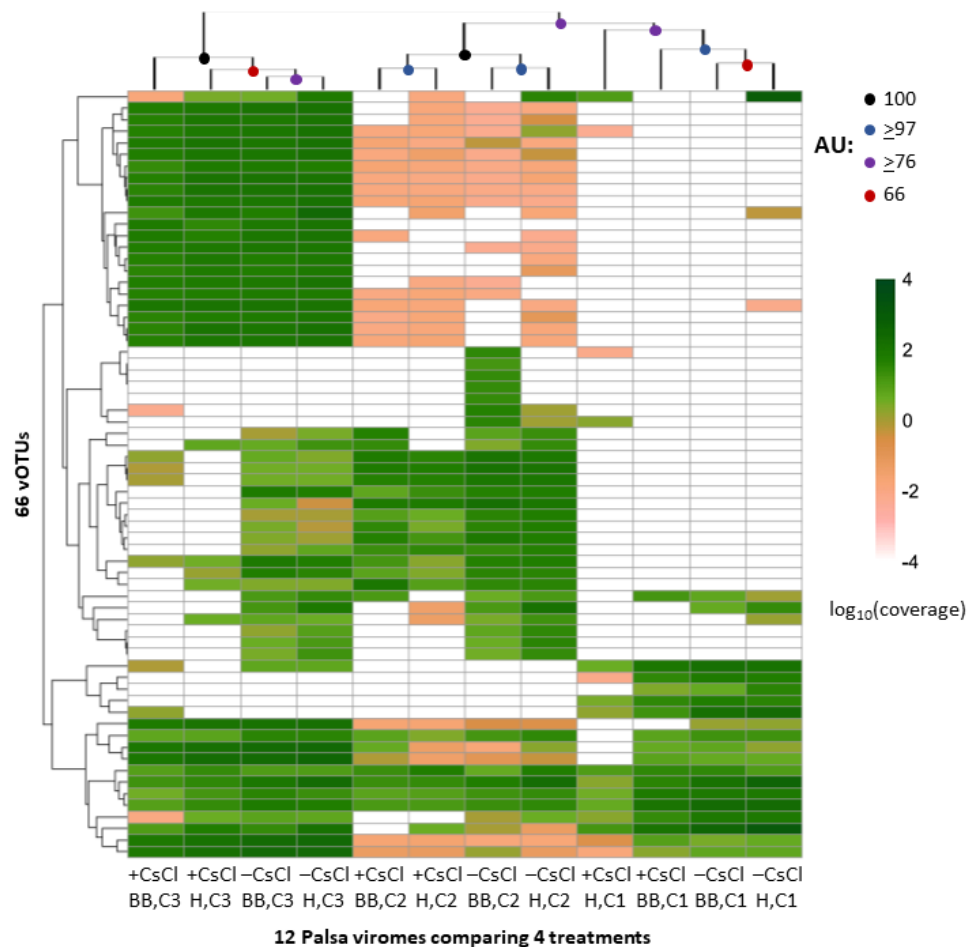 AU:
100
≥97
≥76
66
4
2
0
-2
-4
log10(coverage)
66 vOTUs
+CsCl +CsCl −CsCl −CsCl +CsCl +CsCl −CsCl −CsCl +CsCl +CsCl −CsCl −CsCl
BB,C3 H,C3 BB,C3 H,C3 BB,C2 H,C2 BB,C2 H,C2 H,C1 BB,C1 BB,C1 H,C1
12 Palsa viromes comparing 4 treatments